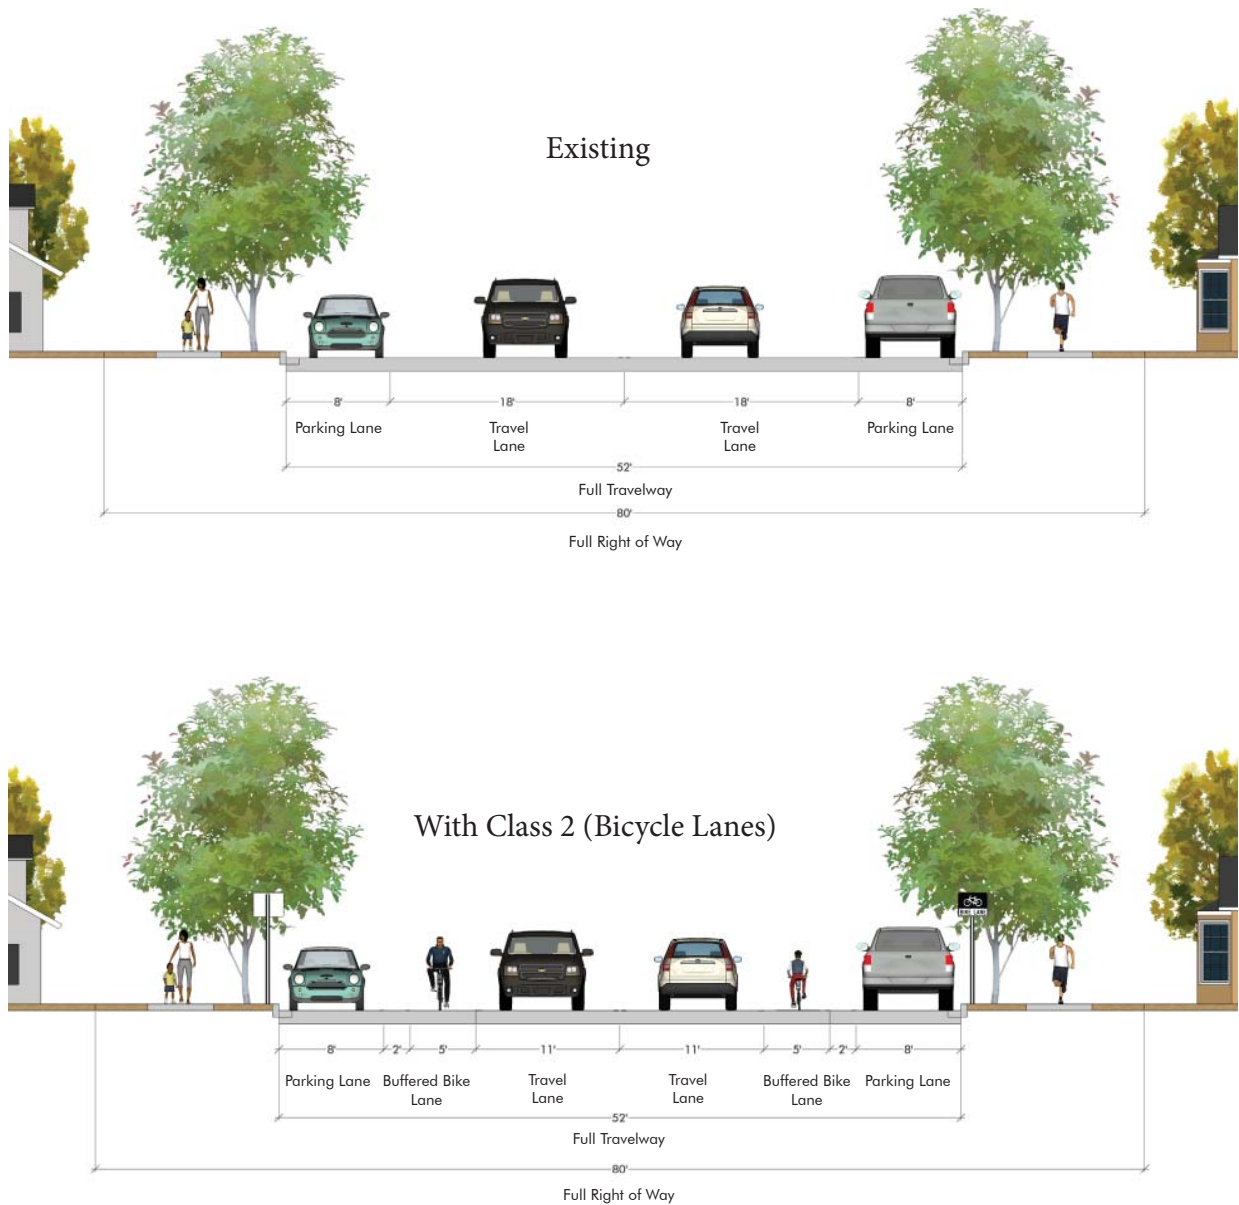 Existing
8' 18' 18' 8'
Parking Lane Travel Travel Parking Lane
Lane Lane
52'
Full Travelway
80'
Full Right of Way
With Class 2 (Bicycle Lanes)
BIKE LANE
8' 2' 5' 11' 11' 5' 2' 8'
Parking Lane Buffered Bike Travel Travel Buffered Bike Parking Lane
Lane Lane Lane Lane
52'
Full Travelway
80'
Full Right of Way